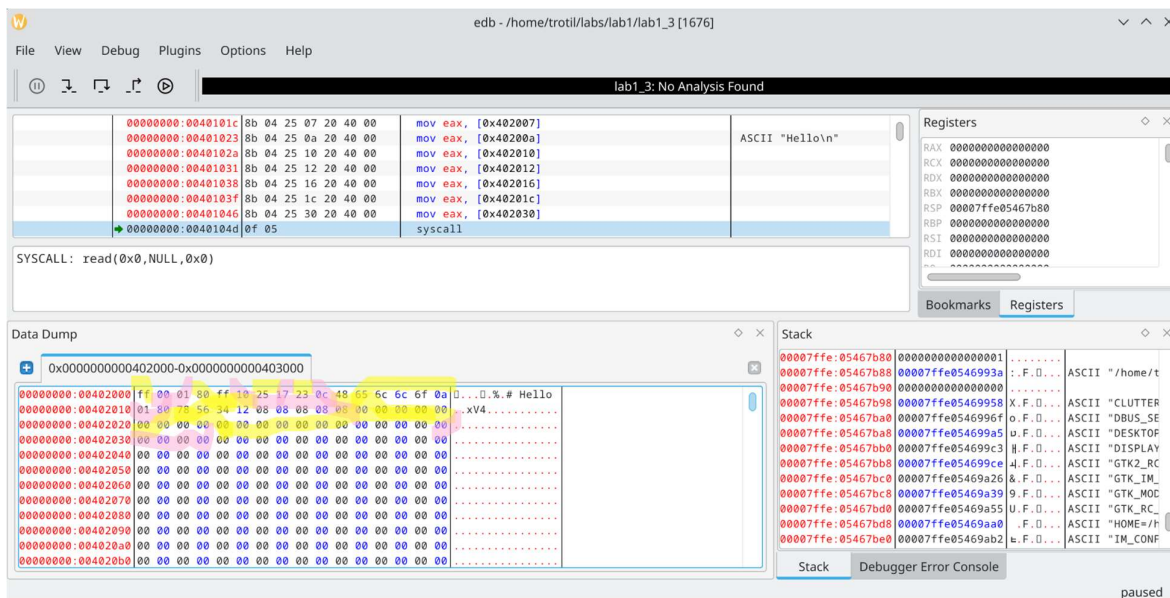 edb - /home/trotil/labs/lab1/lab1_3 [1676]
File View Debug Plugins Options Help
lab1_3: No Analysis Found
00000000:0040101c 8b 04 25 07 20 40 00 mov eax, [0x402007]
00000000:00401023 8b 04 25 0a 20 40 00 mov eax, [0x40200a] ASCII "Hello\n"
00000000:0040102a 8b 04 25 10 20 40 00 mov eax, [0x402010]
00000000:00401031 8b 04 25 12 20 40 00 mov eax, [0x402012]
00000000:00401038 8b 04 25 16 20 40 00 mov eax, [0x402016]
00000000:0040103f 8b 04 25 1c 20 40 00 mov eax, [0x40201c]
00000000:00401046 8b 04 25 30 20 40 00 mov eax, [0x402030]
00000000:0040104d 0f 05 syscall
SYSCALL: read(0x0,NULL,0x0)
Registers
RAX 0000000000000000
RCX 0000000000000000
RDX 0000000000000000
RBX 0000000000000000
RSP 00007ffe05467b80
RBP 0000000000000000
RSI 0000000000000000
RDI 0000000000000000
Bookmarks Registers
Data Dump
0x0000000000402000-0x0000000000403000
00000000:00402000 ff 00 01 80 ff 10 25 17 23 0c 48 65 6c 6c 6f 0a ▯...▯.%.# Hello
00000000:00402010 01 80 78 56 34 12 08 08 08 08 08 00 00 00 00 00 ..xV4..........
00000000:00402020 00 00 00 00 00 00 00 00 00 00 00 00 00 00 00 00 ................
00000000:00402030 00 00 00 00 00 00 00 00 00 00 00 00 00 00 00 00 ................
00000000:00402040 00 00 00 00 00 00 00 00 00 00 00 00 00 00 00 00 ................
00000000:00402050 00 00 00 00 00 00 00 00 00 00 00 00 00 00 00 00 ................
00000000:00402060 00 00 00 00 00 00 00 00 00 00 00 00 00 00 00 00 ................
00000000:00402070 00 00 00 00 00 00 00 00 00 00 00 00 00 00 00 00 ................
00000000:00402080 00 00 00 00 00 00 00 00 00 00 00 00 00 00 00 00 ................
00000000:00402090 00 00 00 00 00 00 00 00 00 00 00 00 00 00 00 00 ................
00000000:004020a0 00 00 00 00 00 00 00 00 00 00 00 00 00 00 00 00 ................
00000000:004020b0 00 00 00 00 00 00 00 00 00 00 00 00 00 00 00 00 ................
Stack
00007ffe:05467b80 0000000000000001 ........
00007ffe:05467b88 00007ffe0546993a :.F.▯... ASCII "/home/t
00007ffe:05467b90 0000000000000000 ........
00007ffe:05467b98 00007ffe05469958 X.F.▯... ASCII "CLUTTER
00007ffe:05467ba0 00007ffe0546996f o.F.▯... ASCII "DBUS_SE
00007ffe:05467ba8 00007ffe054699a5 .F.▯... ASCII "DESKTOP
00007ffe:05467bb0 00007ffe054699c3 .F.▯... ASCII "DISPLAY
00007ffe:05467bb8 00007ffe054699ce .F.▯... ASCII "GTK2_RC
00007ffe:05467bc0 00007ffe05469a26 &.F.▯... ASCII "GTK_IM_
00007ffe:05467bc8 00007ffe05469a39 9.F.▯... ASCII "GTK_MOD
00007ffe:05467bd0 00007ffe05469a55 U.F.▯... ASCII "GTK_RC_
00007ffe:05467bd8 00007ffe05469aa0 .F.▯... ASCII "HOME=/h
00007ffe:05467be0 00007ffe05469ab2 .F.▯... ASCII "IM_CONF
Stack Debugger Error Console
paused